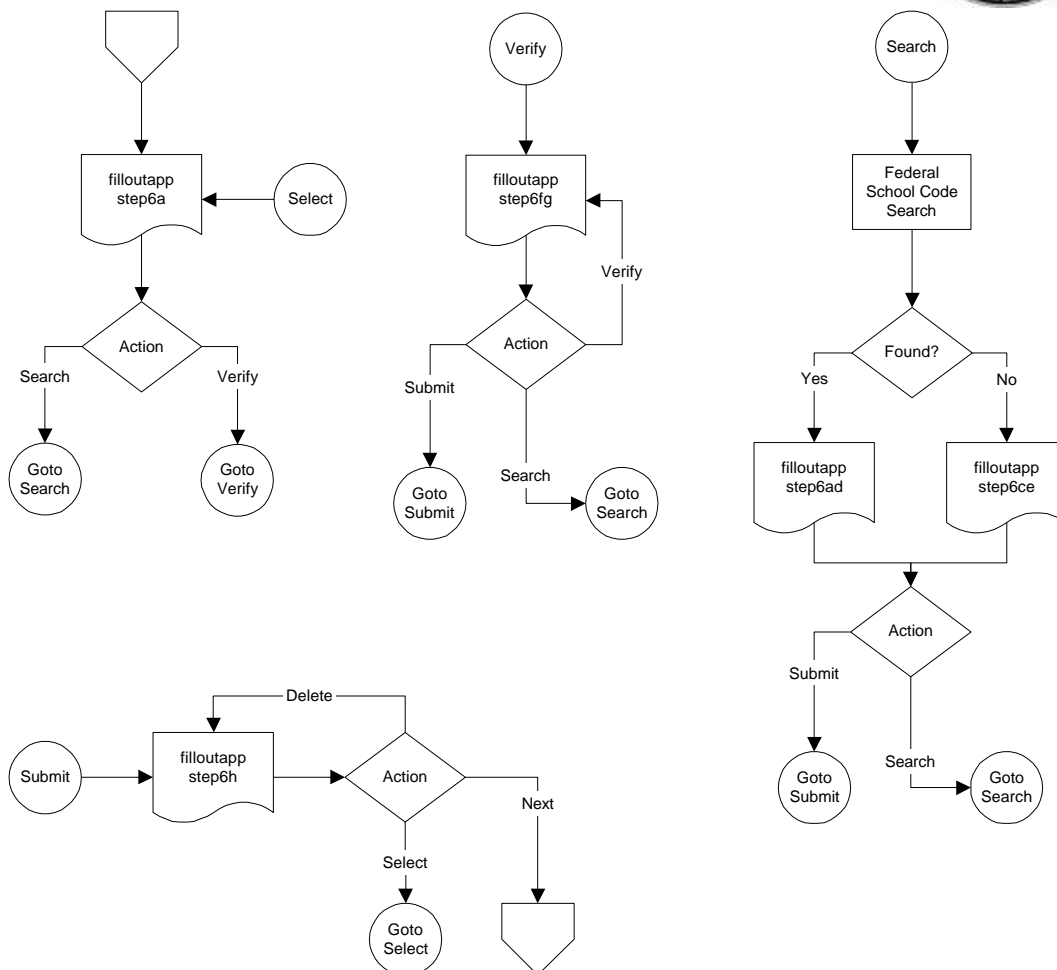 filloutapp
step6a
Select
Action
Search
Verify
Goto
Search
Goto
Verify
Verify
filloutapp
step6fg
Verify
Action
Submit
Search
Goto
Submit
Goto
Search
Search
Federal
School Code
Search
Found?
Yes
No
filloutapp
step6ad
filloutapp
step6ce
Action
Submit
Search
Goto
Submit
Goto
Search
Delete
Submit
filloutapp
step6h
Action
Next
Select
Goto
Select